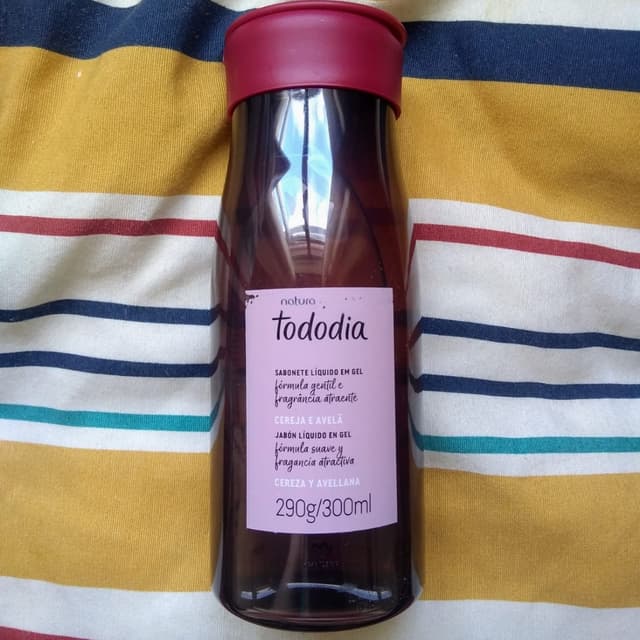 natura
tododia
SABONETE LÍQUIDO EM GEL
fórmula gentil e
fragrância atraente
CEREJA E AVELÃ
JABÓN LÍQUIDO EN GEL
fórmula suave y
fragancia atractiva
CEREZA Y AVELLANA
290g/300ml